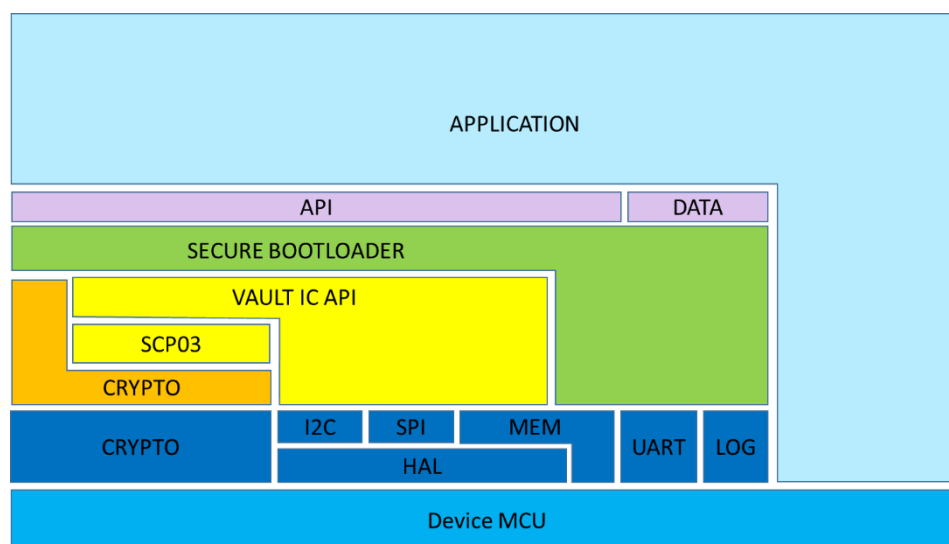 APPLICATION
API
DATA
SECURE BOOTLOADER
VAULT IC API
SCP03
CRYPTO
I2C
SPI
MEM
CRYPTO
UART
LOG
HAL
Device MCU